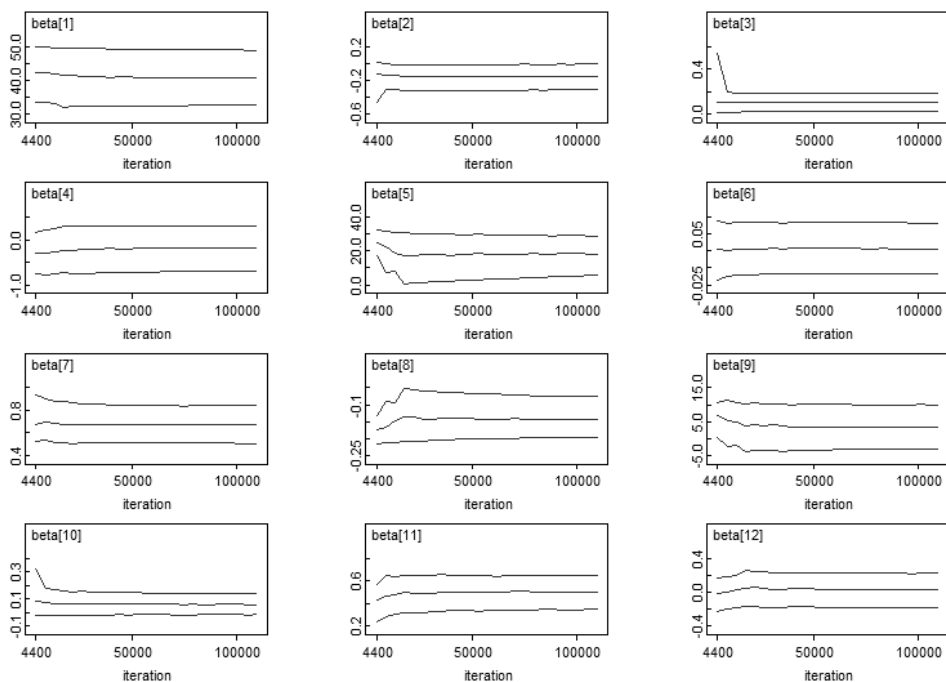 beta[1]
50.0
40.0
30.0
4400
50000
100000
iteration
beta[2]
0.2
-0.2
-0.6
4400
50000
100000
iteration
beta[3]
0.4
0.0
4400
50000
100000
iteration
beta[4]
0.0
-1.0
4400
50000
100000
iteration
beta[5]
40.0
20.0
0.0
4400
50000
100000
iteration
beta[6]
0.05
-0.025
4400
50000
100000
iteration
beta[7]
0.8
0.4
4400
50000
100000
iteration
beta[8]
-0.1
-0.25
4400
50000
100000
iteration
beta[9]
15.0
5.0
-5.0
4400
50000
100000
iteration
beta[10]
0.3
0.1
-0.1
4400
50000
100000
iteration
beta[11]
0.6
0.2
4400
50000
100000
iteration
beta[12]
0.4
0.0
-0.4
4400
50000
100000
iteration